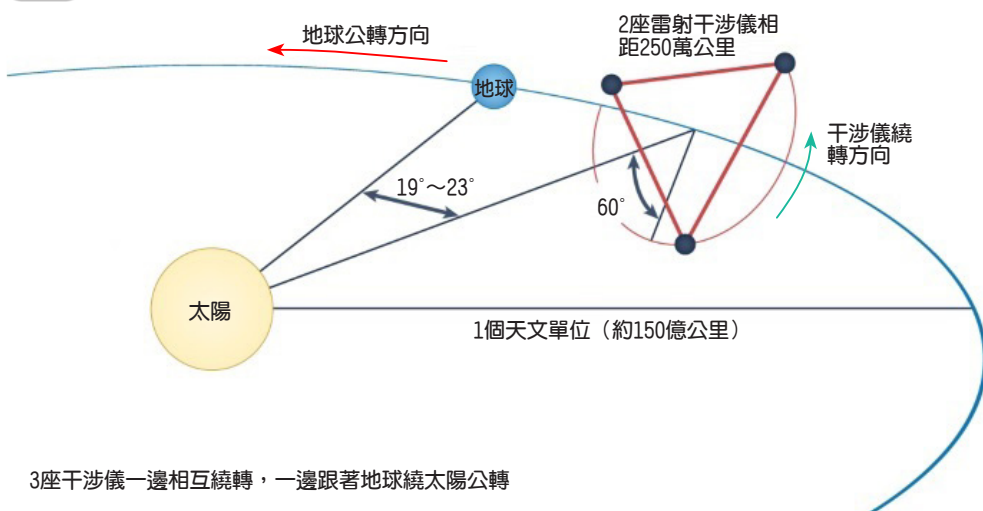 地球公轉方向
2座雷射干涉儀相
距250萬公里
地球
干涉儀繞
轉方向
19°～23°
60°
太陽
1個天文單位（約150億公里）
3座干涉儀一邊相互繞轉，一邊跟著地球繞太陽公轉